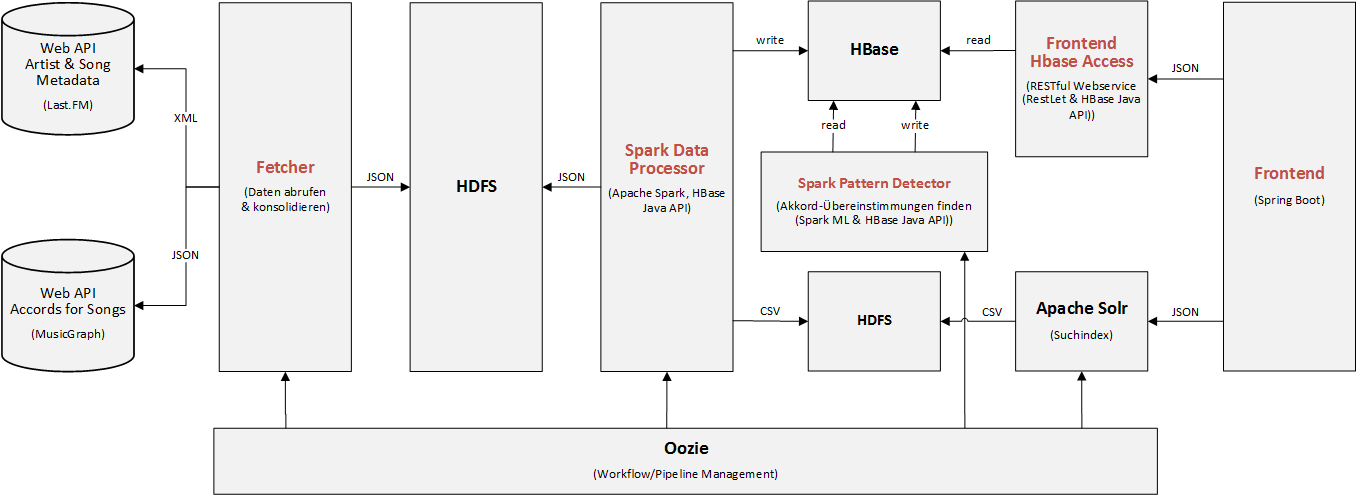 Web API
Artist & Song
Metadata
(Last.FM)
XML
JSON
Web API
Accords for Songs
(MusicGraph)
Fetcher
(Daten abrufen
& konsolidieren)
JSON
HDFS
JSON
Spark Data
Processor
(Apache Spark, HBase
Java API)
write
HBase
read
Frontend
Hbase Access
(RESTful Webservice
(RestLet & HBase Java
API))
JSON
read
write
Spark Pattern Detector
(Akkord-Übereinstimmungen finden
(Spark ML & HBase Java API))
Frontend
(Spring Boot)
CSV
HDFS
CSV
Apache Solr
(Suchindex)
JSON
Oozie
(Workflow/Pipeline Management)